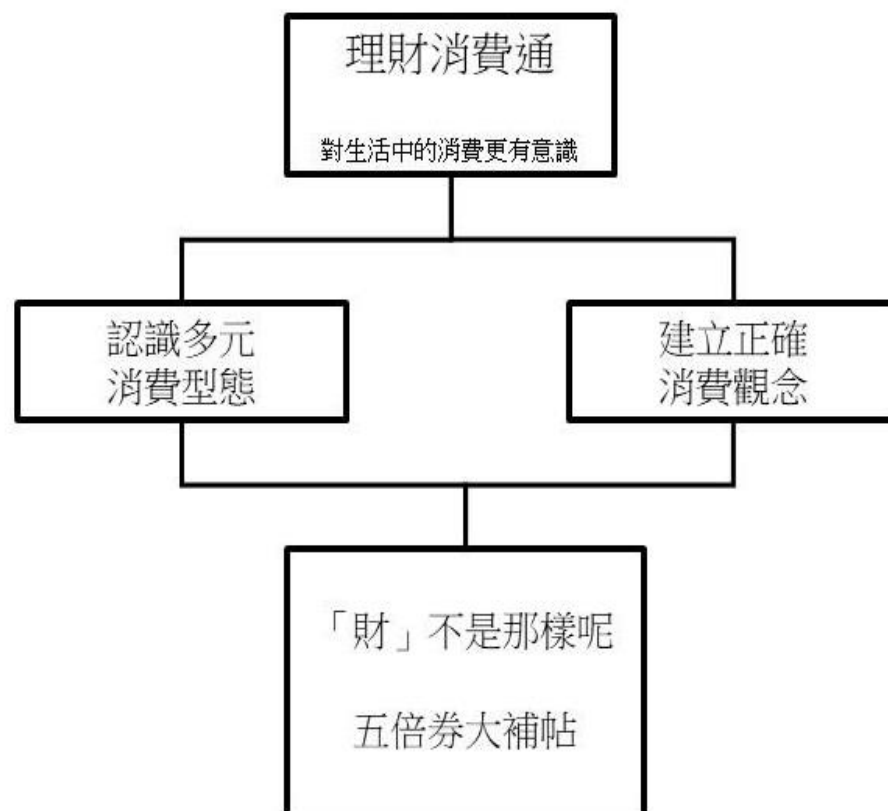 理財消費通
對生活中的消費更有意識
認識多元
消費型態
建立正確
消費觀念
「財」不是那樣呢
五倍券大補帖